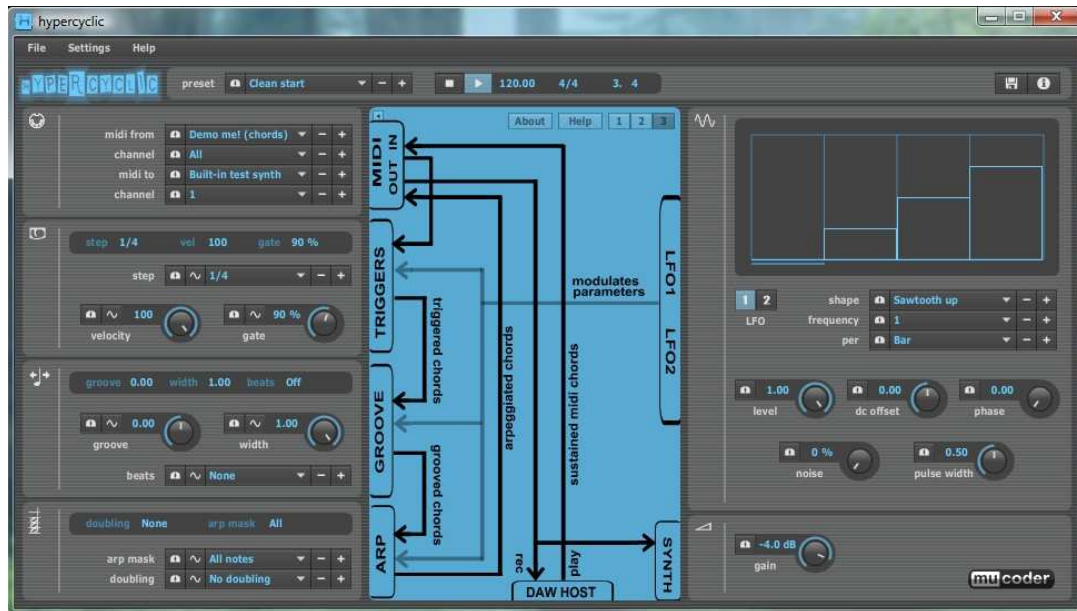 hypercyclic
File Settings Help
HYPERCYCLIC preset Clean start - + 120.00 4/4 3. 4
midi from Demo me! (chords) - +
channel All - +
midi to Built-in test synth - +
channel 1 - +
step 1/4 vel 100 gate 90 %
step 1/4 - +
100 90 %
velocity gate
groove 0.00 width 1.00 beats Off
0.00 1.00
groove width
beats None - +
doubling None arp mask All
arp mask All notes - +
doubling No doubling - +
About Help 1 2 3
MIDI
OUT IN
TRIGGERS
triggered chords
GROOVE
grooved chords
ARP
arpeggiated chords
sustained midi chords
modulates
parameters
LFO1 LFO2
rec
play
DAW HOST
SYNTH
1 2
LFO
shape Sawtooth up - +
frequency 1 - +
per Bar - +
1.00 0.00 0.00
level dc offset phase
0 % 0.50
noise pulse width
-4.0 dB
gain
mucoder